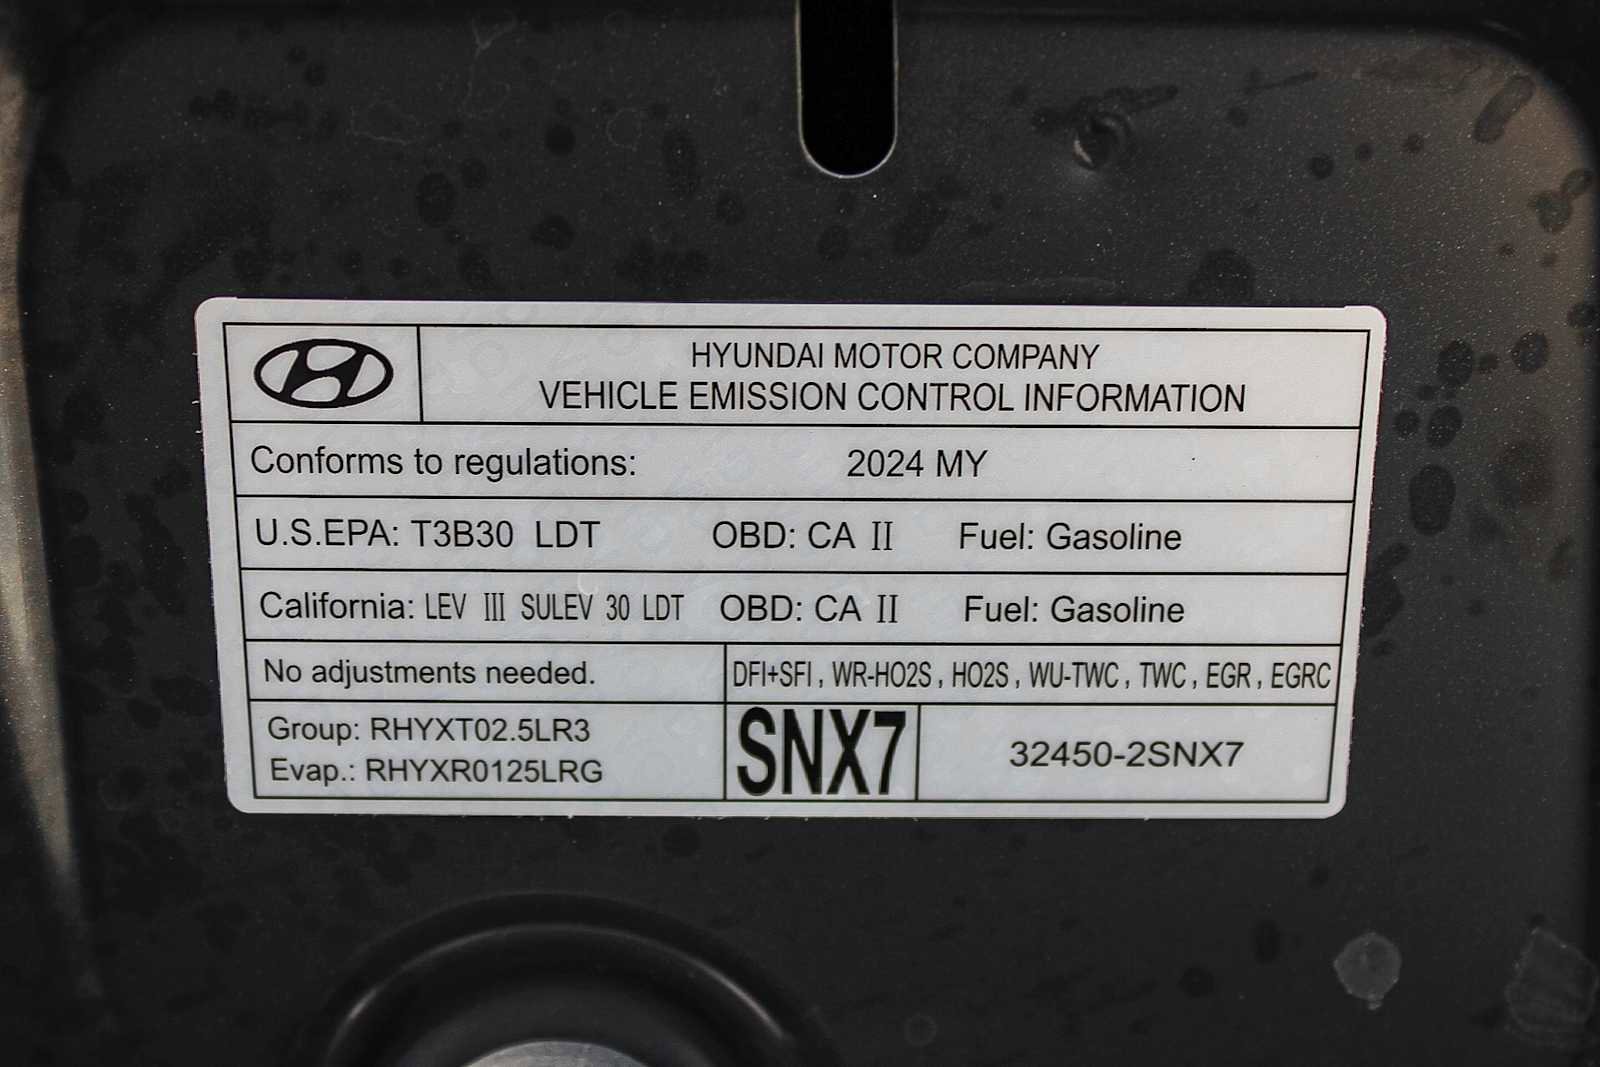 HYUNDAI MOTOR COMPANY
VEHICLE EMISSION CONTROL INFORMATION
Conforms to regulations: 2024 MY
U.S.EPA: T3B30 LDT OBD: CA II Fuel: Gasoline
California: LEV III SULEV 30 LDT OBD: CA II Fuel: Gasoline
No adjustments needed. DFI+SFI , WR-HO2S , HO2S , WU-TWC , TWC , EGR , EGRC
Group: RHYXT02.5LR3
Evap.: RHYXR0125LRG
SNX7
32450-2SNX7